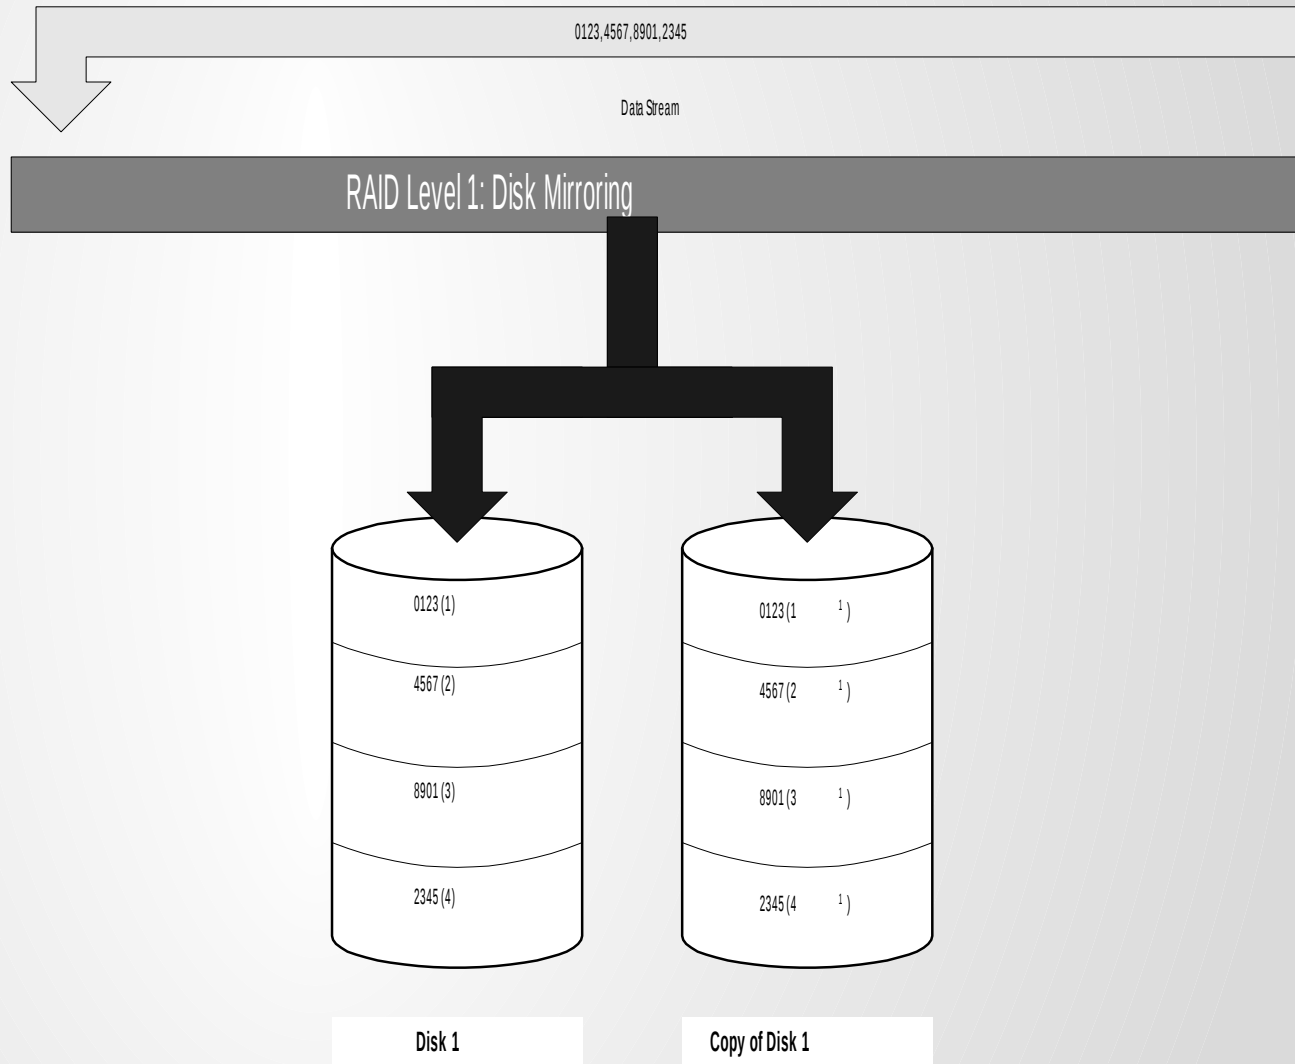 0123,4567,8901,2345
Data Stream
RAID Level 1: Disk Mirroring
0123 (1)
4567 (2)
8901 (3)
2345 (4)
0123 (1 1 )
4567 (2 1 )
8901 (3 1 )
2345 (4 1 )
Disk 1
Copy of Disk 1